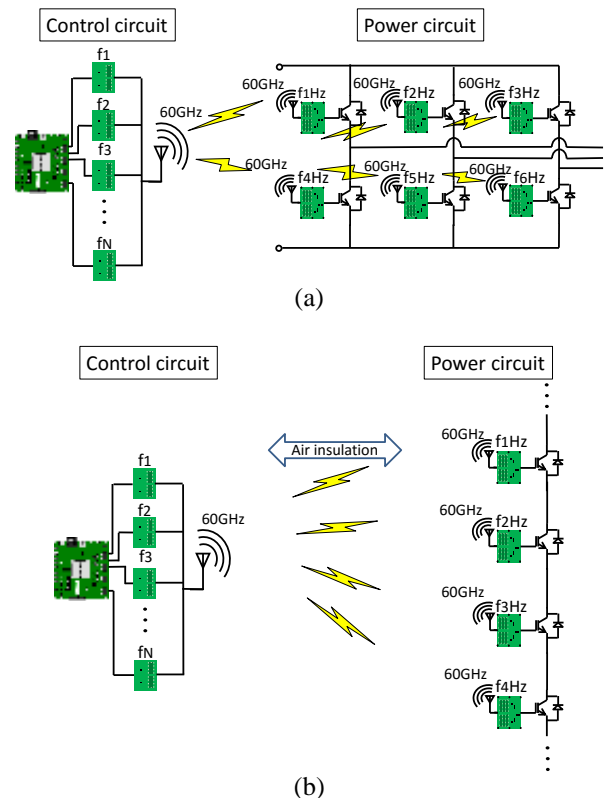 Control circuit
Power circuit
f1
f2
f3
fN
60GHz
60GHz
60GHz
60GHz
f1Hz
60GHz
f2Hz
60GHz
f3Hz
60GHz
f4Hz
60GHz
f5Hz
60GHz
f6Hz
(a)
Control circuit
Power circuit
Air insulation
f1
f2
f3
fN
60GHz
60GHz
f1Hz
60GHz
f2Hz
60GHz
f3Hz
60GHz
f4Hz
(b)